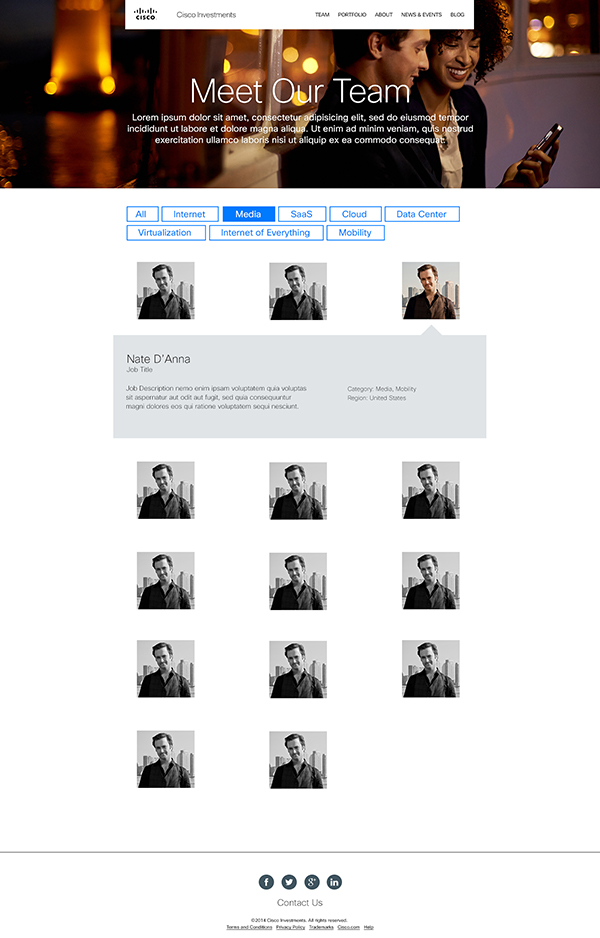 CISCO Cisco Investments TEAM PORTFOLIO ABOUT NEWS & EVENTS BLOG
Meet Our Team
Lorem ipsum dolor sit amet, consectetur adipisicing elit, sed do eiusmod tempor
incididunt ut labore et dolore magna aliqua. Ut enim ad minim veniam, quis nostrud
exercitation ullamco laboris nisi ut aliquip ex ea commodo consequat.
All Internet Media SaaS Cloud Data Center
Virtualization Internet of Everything Mobility
Nate D'Anna
Job Title
Job Description nemo enim ipsam voluptatem quia voluptas
sit aspernatur aut odit aut fugit, sed quia consequuntur
magni dolores eos qui ratione voluptatem sequi nesciunt.
Category: Media, Mobility
Region: United States
f g+ in
Contact Us
©2014 Cisco Investments. All rights reserved.
Terms and Conditions Privacy Policy Trademarks Cisco.com Help